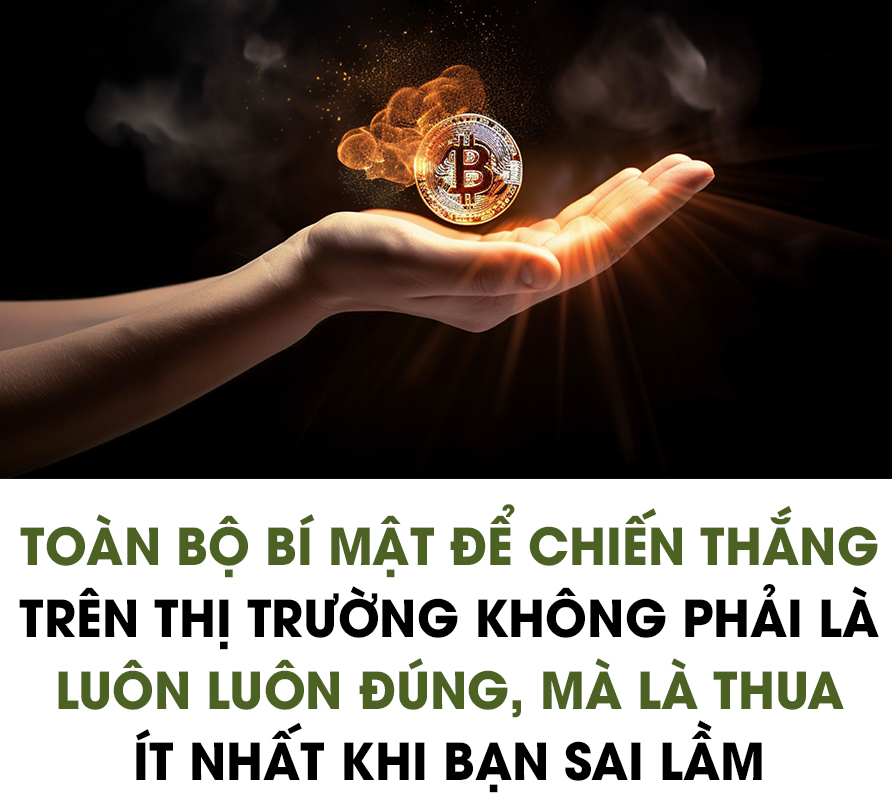 TOÀN BỘ BÍ MẬT ĐỂ CHIẾN THẮNG
TRÊN THỊ TRƯỜNG KHÔNG PHẢI LÀ
LUÔN LUÔN ĐÚNG, MÀ LÀ THUA
ÍT NHẤT KHI BẠN SAI LẦM